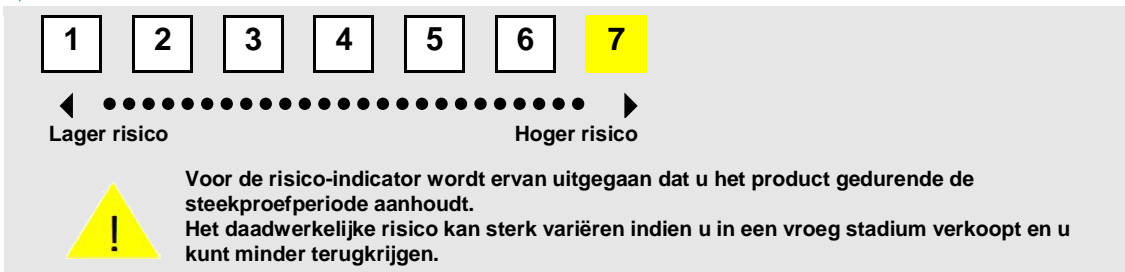 1 2 3 4 5 6 7
Lager risico Hoger risico
!
Voor de risico-indicator wordt ervan uitgegaan dat u het product gedurende de
steekproefperiode aanhoudt.
Het daadwerkelijke risico kan sterk variëren indien u in een vroeg stadium verkoopt en u
kunt minder terugkrijgen.